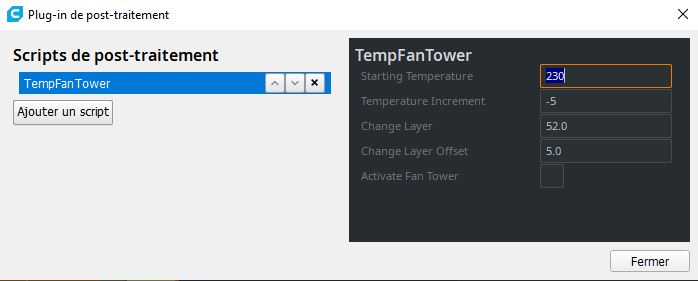 Plug-in de post-traitement
Scripts de post-traitement
TempFanTower
Ajouter un script
TempFanTower
Starting Temperature 230
Temperature Increment -5
Change Layer 52.0
Change Layer Offset 5.0
Activate Fan Tower
Fermer